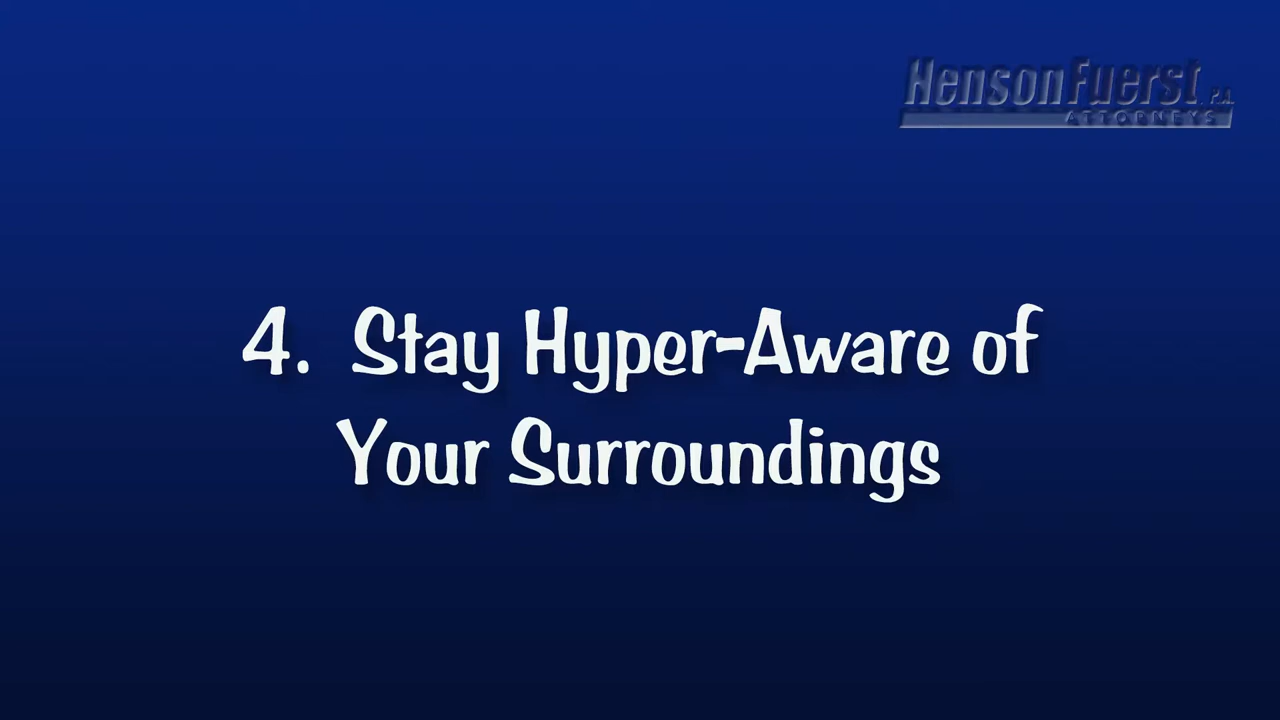 HensonFuerst P.A.
ATTORNEYS
4. Stay Hyper-Aware of
Your Surroundings